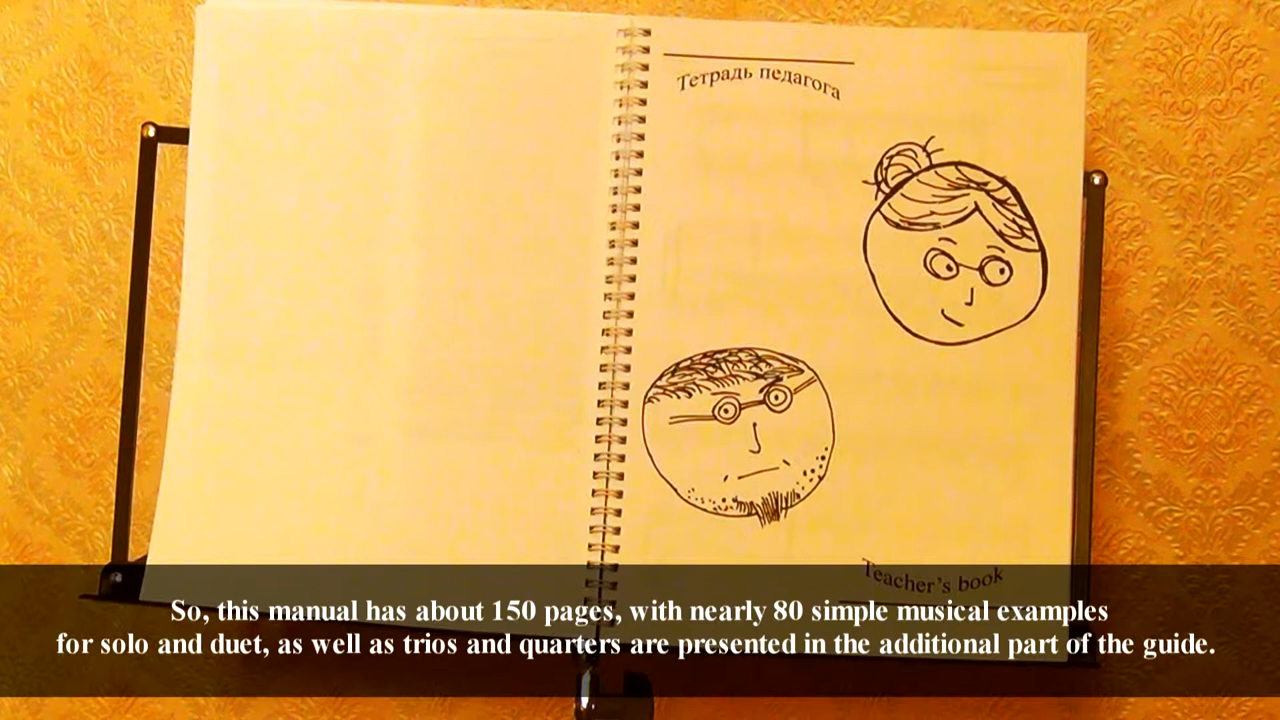 Тетрадь педагога
Teacher's book
So, this manual has about 150 pages, with nearly 80 simple musical examples
for solo and duet, as well as trios and quarters are presented in the additional part of the guide.